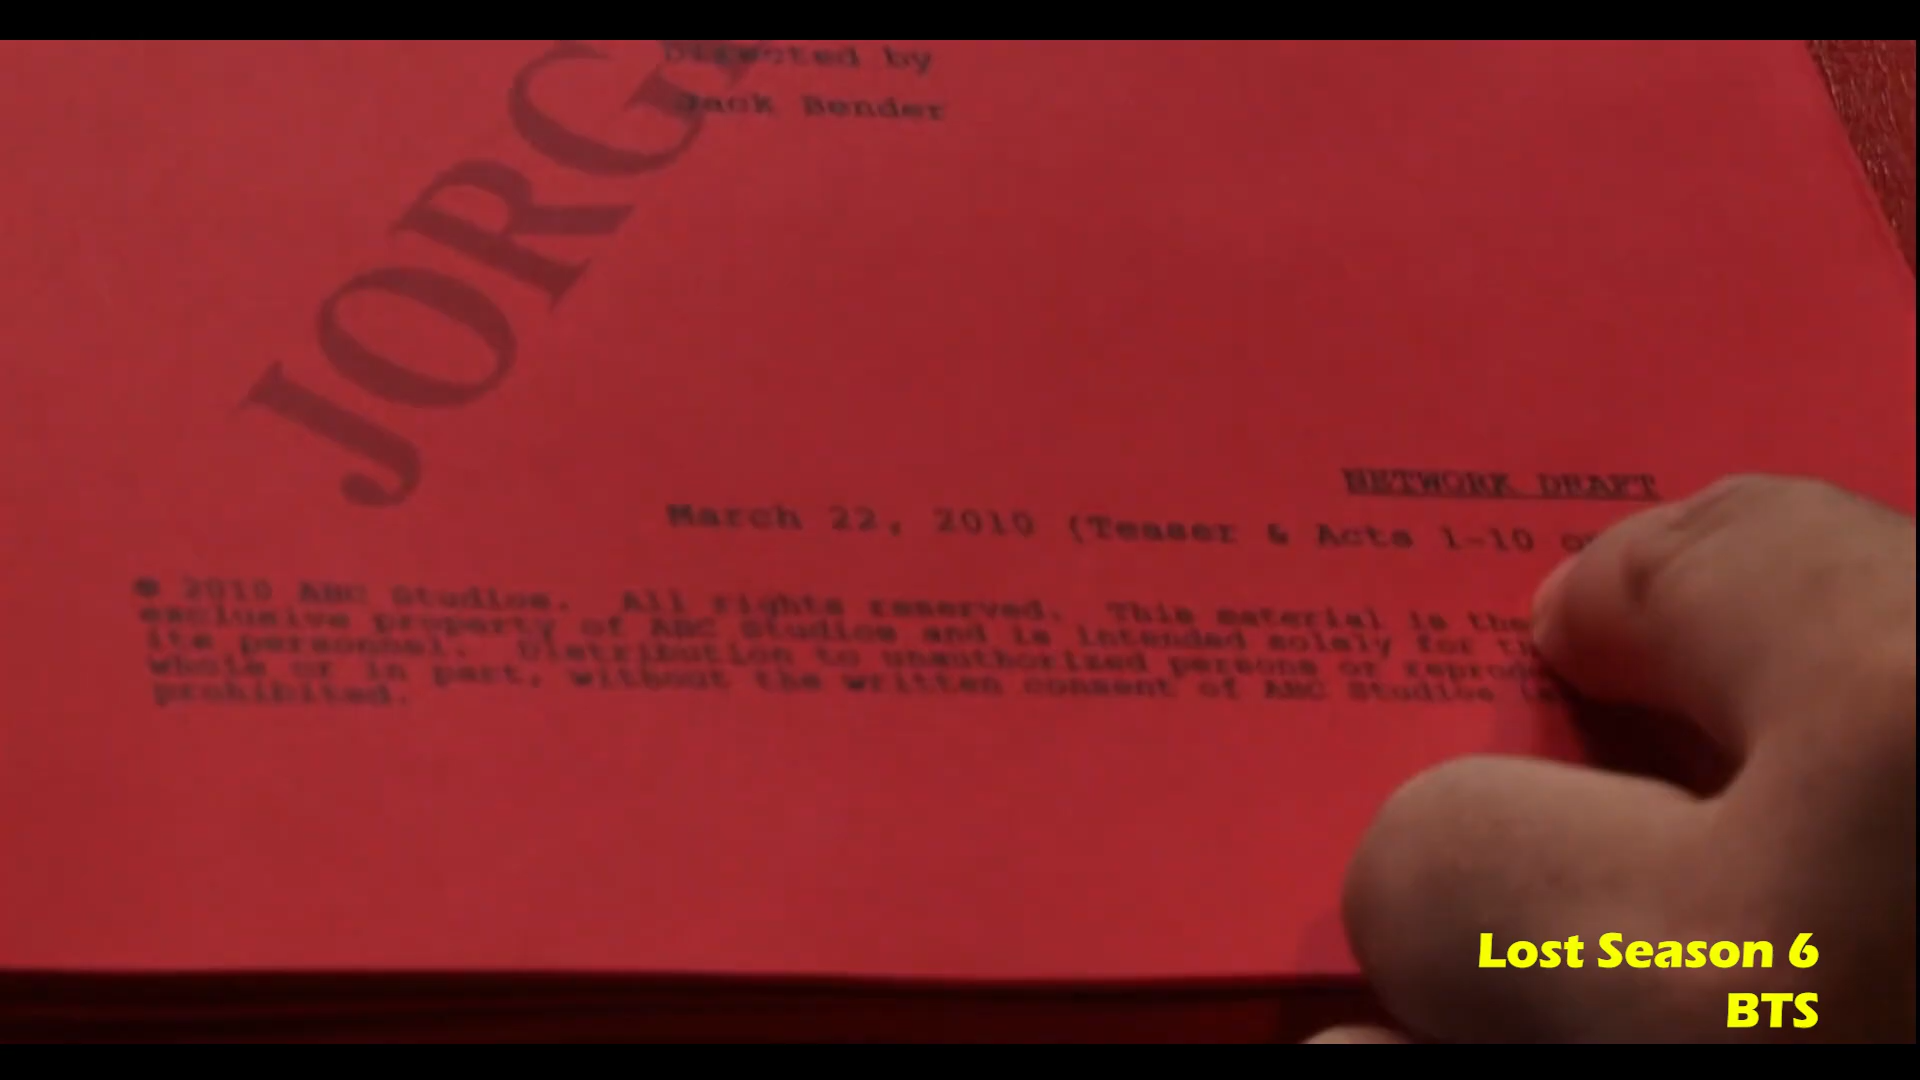 Directed by
Jack Bender
JORG
NETWORK DRAFT
March 22, 2010 (Teaser & Acts 1-10 o
© 2010 ABC Studios. All rights reserved. This material is the
exclusive property of ABC Studios and is intended solely for
its personnel. Distribution to unauthorized persons or reprod
whole or in part, without the written consent of ABC Studios
prohibited.
Lost Season 6
BTS